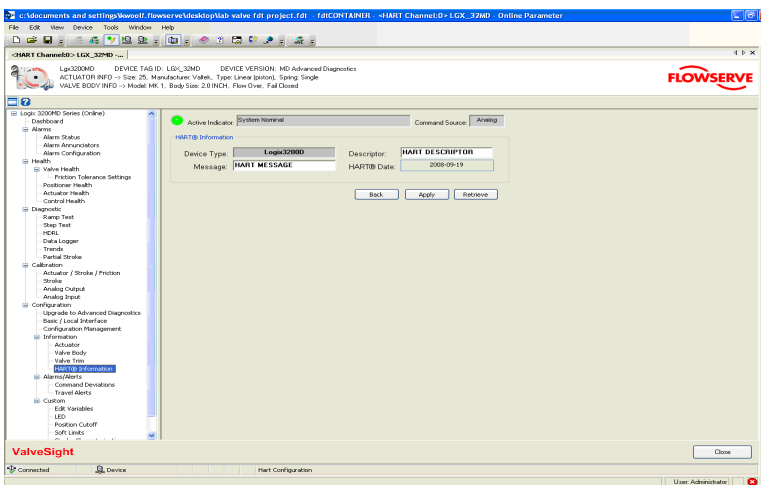 c:\documents and settings\kwoolf.flowserve\desktop\lab valve fdt project.fdt - fdtCONTAINER - <HART Channel:0> LGX__32MD - Online Parameter
File Edit View Device Tools Window Help
<HART Channel:0> LGX__32MD -...
Lgx3200MD DEVICE TAG ID: LGX_32MD DEVICE VERSION: MD Advanced Diagnostics
ACTUATOR INFO --> Size: 25, Manufacturer: Valtek, Type: Linear (piston), Spring: Single
VALVE BODY INFO --> Model: MK 1, Body Size: 2.0 INCH, Flow Over, Fail Closed
FLOWSERVE
Logix 3200MD Series (Online)
Dashboard
Alarms
Alarm Status
Alarm Annunciators
Alarm Configuration
Health
Valve Health
Friction Tolerance Settings
Positioner Health
Actuator Health
Control Health
Diagnostic
Ramp Test
Step Test
HDRL
Data Logger
Trends
Partial Stroke
Calibration
Actuator / Stroke / Friction
Stroke
Analog Output
Analog Input
Configuration
Upgrade to Advanced Diagnostics
Basic / Local Interface
Configuration Management
Information
Actuator
Valve Body
Valve Trim
HART® Information
Alarms/Alerts
Command Deviations
Travel Alerts
Custom
Edit Variables
LED
Position Cutoff
Soft Limits
Active Indicator: System Nominal Command Source: Analog
HART® Information
Device Type: Logix3200D Descriptor: HART DESCRIPTOR
Message: HART MESSAGE HART® Date: 2008-09-19
Back Apply Retrieve
ValveSight
Close
Connected Device Hart Configuration
User: Administrator